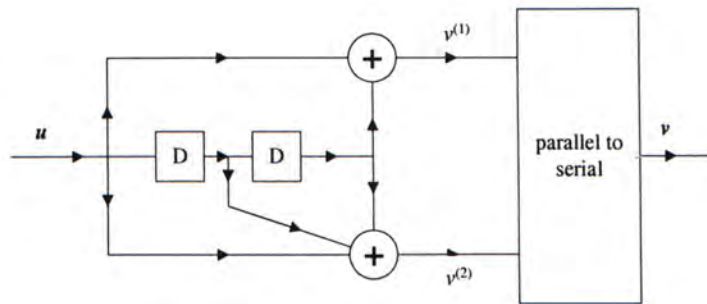 +
v(1)
u
D
D
parallel to
serial
v
+
v(2)